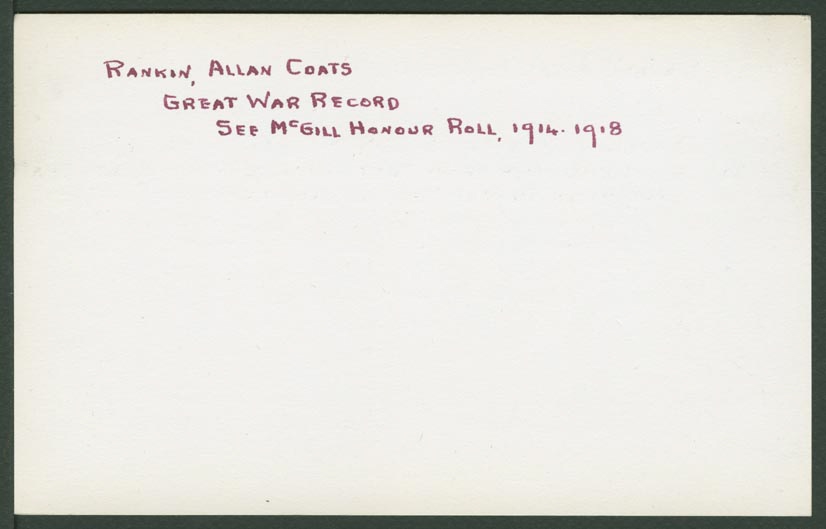 RANKIN, ALLAN COATS
GREAT WAR RECORD
SEE McGILL HONOUR ROLL, 1914-1918